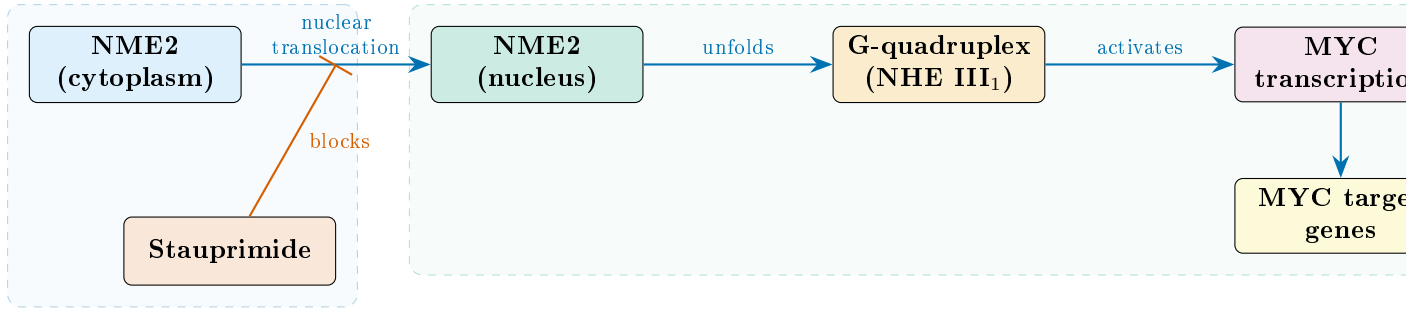 NME2
(cytoplasm)
nuclear
translocation
NME2
(nucleus)
unfolds
G-quadruplex
(NHE III₁)
activates
MYC
transcriptio
blocks
Stauprimide
MYC targe
genes